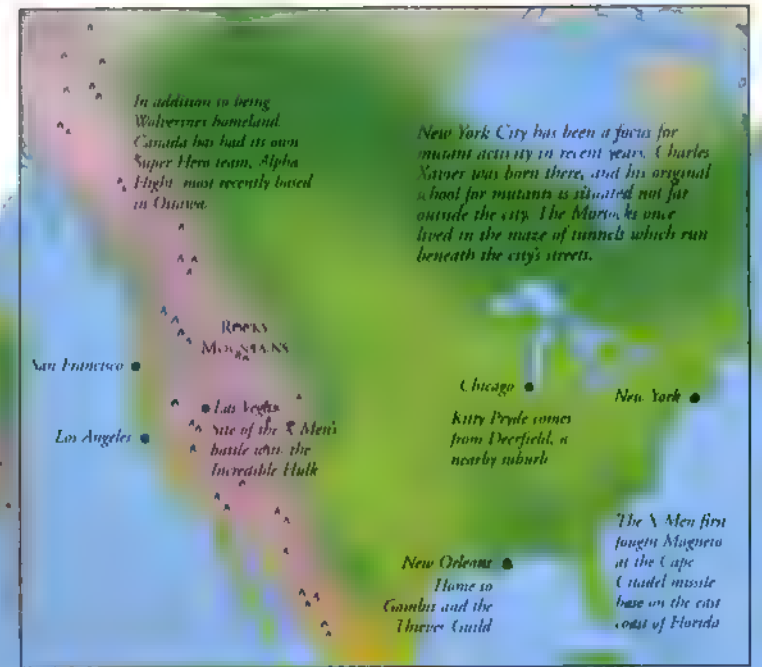 In addition to being
Wolverines homeland
Canada has had its own
Super Hero team, Alpha
Flight most recently based
in Ottawa.
New York City has been a focus for
mutant activity in recent years. Charles
Xavier was born there, and his original
school for mutants is situated not far
outside the city. The Morlocks once
lived in the maze of tunnels which run
beneath the city's streets.
ROCKY
MOUNTAINS
San Francisco
Chicago
New York
Las Vegas
Los Angeles
Site of the X Men's
battle with the
Incredible Hulk
Kitty Pryde comes
from Deerfield, a
nearby suburb
New Orleans
Home to
Gambit and the
Thieves Guild
The X Men first
fought Magneto
at the Cape
Citadel missile
base on the east
coast of Florida